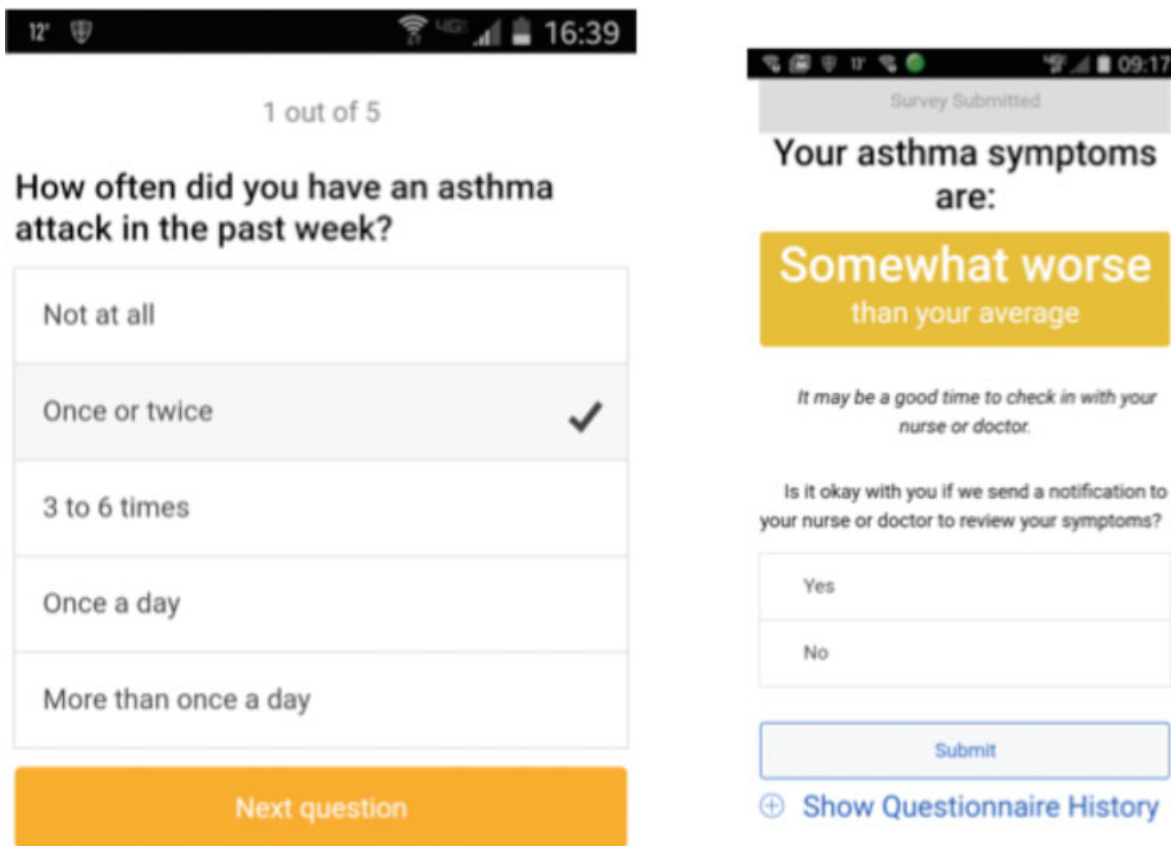 12°
4G 16:39
1 out of 5
How often did you have an asthma
attack in the past week?
Not at all
Once or twice
3 to 6 times
Once a day
More than once a day
Next question
09:17
Survey Submitted
Your asthma symptoms
are:
Somewhat worse
than your average
It may be a good time to check in with your
nurse or doctor.
Is it okay with you if we send a notification to
your nurse or doctor to review your symptoms?
Yes
No
Submit
Show Questionnaire History